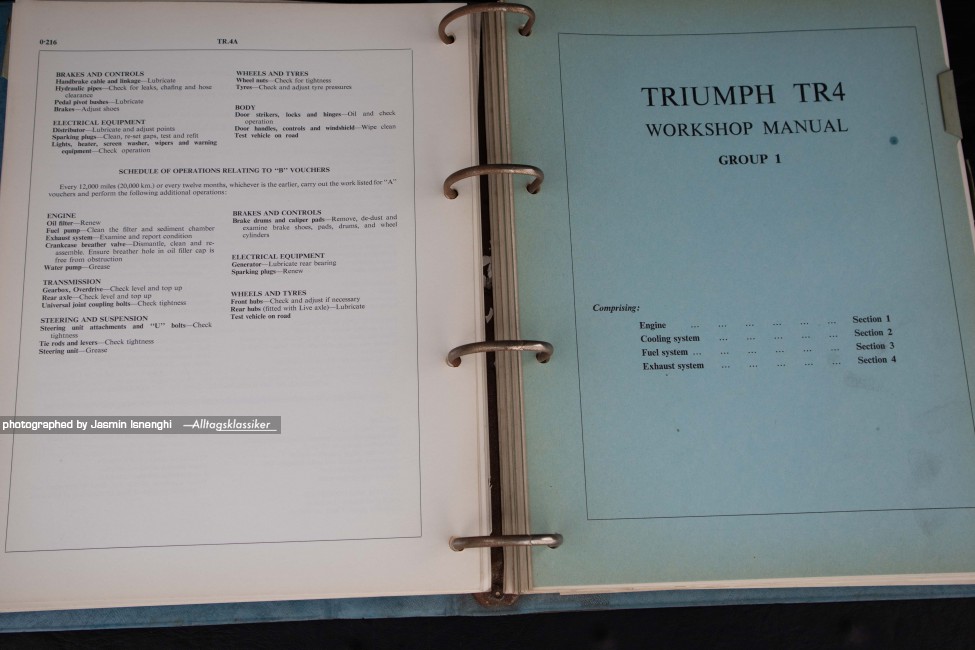 0·216
TR.4A
BRAKES AND CONTROLS
Handbrake cable and linkage—Lubricate
Hydraulic pipes—Check for leaks, chafing and hose
clearance
Pedal pivot bushes—Lubricate
Brakes—Adjust shoes
ELECTRICAL EQUIPMENT
Distributor—Lubricate and adjust points
Sparking plugs—Clean, re-set gaps, test and refit
Lights, heater, screen washer, wipers and warning
equipment—Check operation
WHEELS AND TYRES
Wheel nuts—Check for tightness
Tyres—Check and adjust tyre pressures
BODY
Door strikers, locks and hinges—Oil and check
operation
Door handles, controls and windshield—Wipe clean
Test vehicle on road
SCHEDULE OF OPERATIONS RELATING TO "B" VOUCHERS
Every 12,000 miles (20,000 km.) or every twelve months, whichever is the earlier, carry out the work listed for "A"
vouchers and perform the following additional operations:
ENGINE
Oil filter—Renew
Fuel pump—Clean the filter and sediment chamber
Exhaust system—Examine and report condition
Crankcase breather valve—Dismantle, clean and re-
assemble. Ensure breather hole in oil filler cap is
free from obstruction
Water pump—Grease
TRANSMISSION
Gearbox, Overdrive—Check level and top up
Rear axle—Check level and top up
Universal joint coupling bolts—Check tightness
STEERING AND SUSPENSION
Steering unit attachments and "U" bolts—Check
tightness
Tie rods and levers—Check tightness
Steering unit—Grease
BRAKES AND CONTROLS
Brake drums and caliper pads—Remove, de-dust and
examine brake shoes, pads, drums, and wheel
cylinders
ELECTRICAL EQUIPMENT
Generator—Lubricate rear bearing
Sparking plugs—Renew
WHEELS AND TYRES
Front hubs—Check and adjust if necessary
Rear hubs (fitted with Live axle)—Lubricate
Test vehicle on road
photographed by Jasmin Isnenghi —Alltagsklassiker
TRIUMPH TR4
WORKSHOP MANUAL
GROUP 1
Comprising:
Engine ... ... ... ... ... ... Section 1
Cooling system ... ... ... ... ... Section 2
Fuel system ... ... ... ... ... ... Section 3
Exhaust system ... ... ... ... ... Section 4